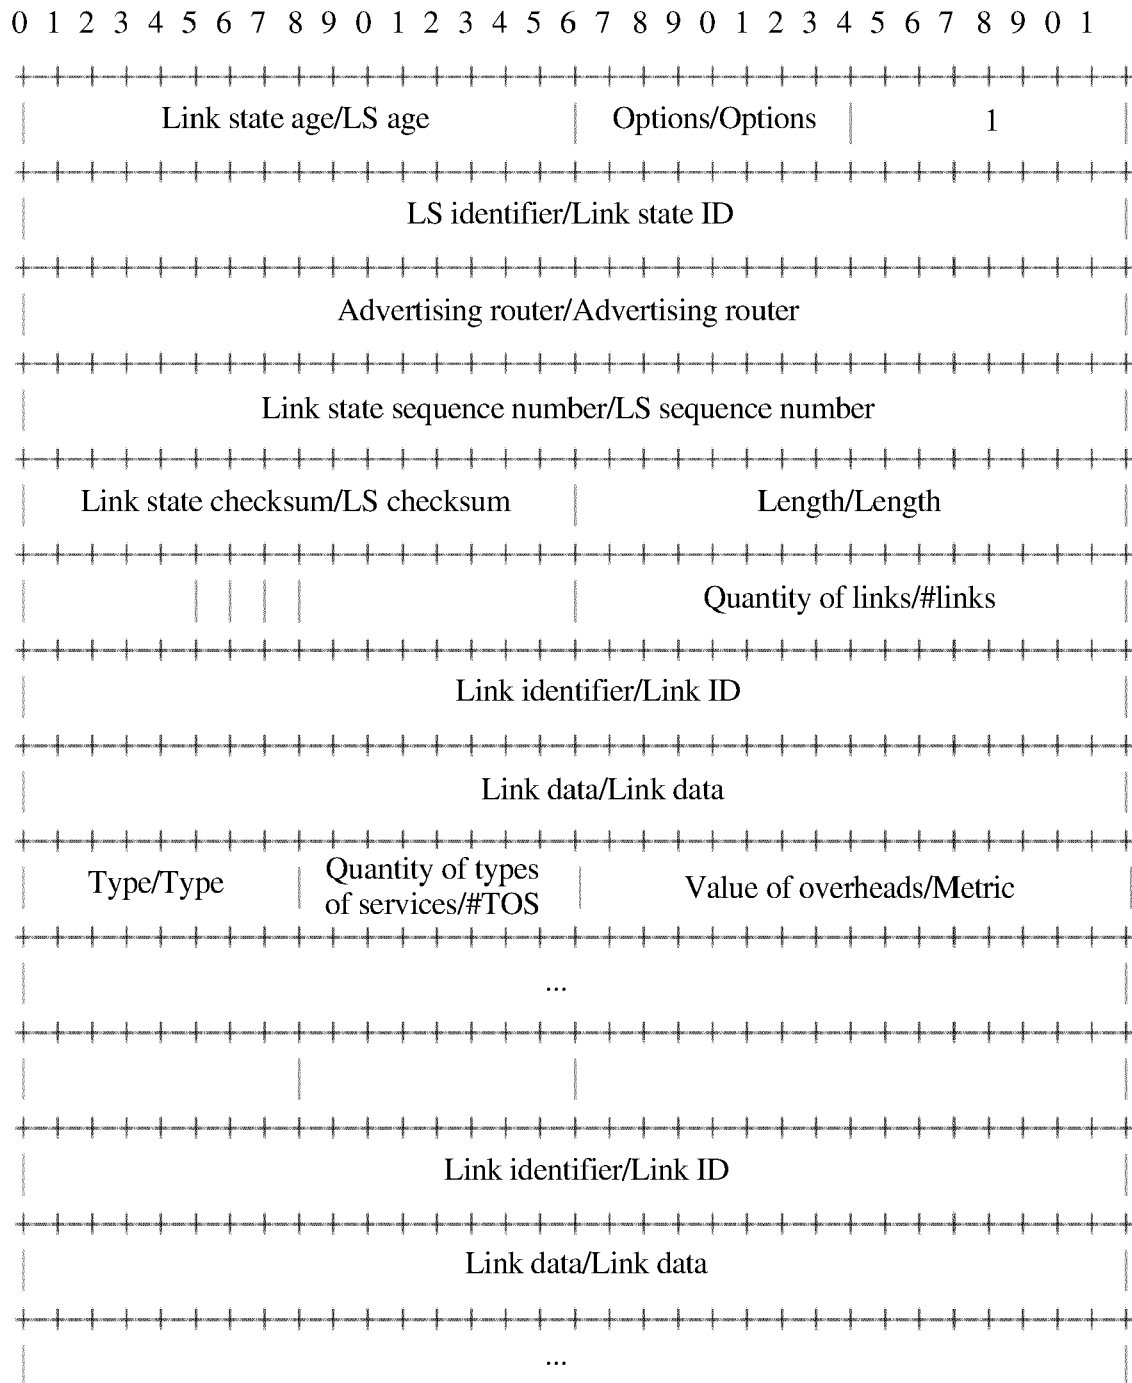 0 1 2 3 4 5 6 7 8 9 0 1 2 3 4 5 6 7 8 9 0 1 2 3 4 5 6 7 8 9 0 1
Link state age/LS age Options/Options 1
LS identifier/Link state ID
Advertising router/Advertising router
Link state sequence number/LS sequence number
Link state checksum/LS checksum Length/Length
Quantity of links/#links
Link identifier/Link ID
Link data/Link data
Type/Type Quantity of types of services/#TOS Value of overheads/Metric
...
Link identifier/Link ID
Link data/Link data
...